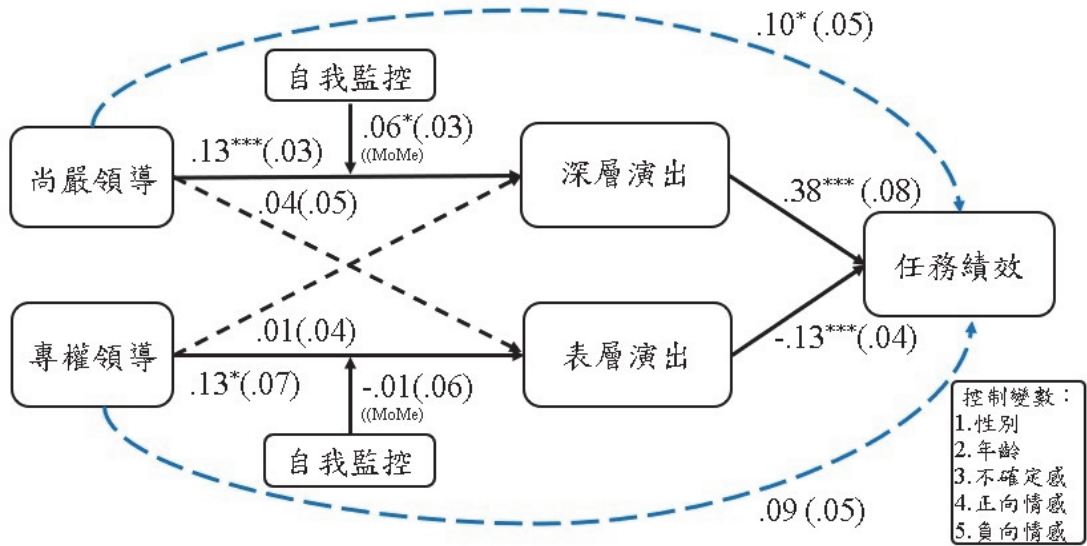 .10*(.05)
自我監控
.06*(.03)
((MoMe)
.13***(.03)
尚嚴領導
深層演出
.04(.05)
.38***(.08)
任務績效
專權領導
.01(.04)
表層演出
-.13***(.04)
.13*(.07)
-.01(.06)
((MoMe)
自我監控
控制變數：
1.性別
2.年齡
3.不確定感
4.正向情感
5.負向情感
.09(.05)